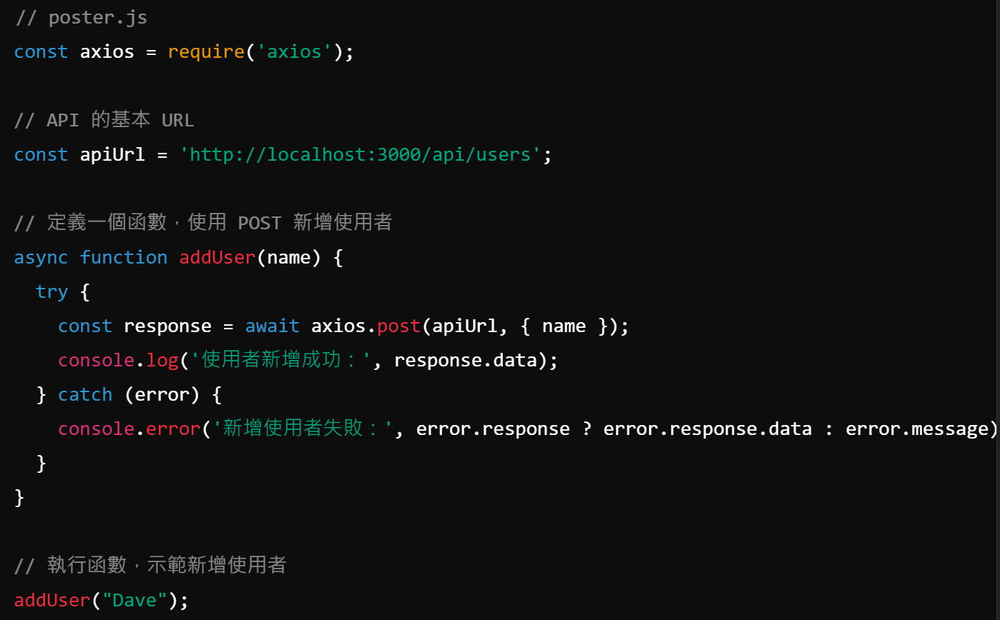 // poster.js
const axios = require('axios');
// API 的基本 URL
const apiUrl = 'http://localhost:3000/api/users';
// 定義一個函數，使用 POST 新增使用者
async function addUser(name) {
try {
const response = await axios.post(apiUrl, { name });
console.log('使用者新增成功：', response.data);
} catch (error) {
console.error('新增使用者失敗：', error.response ? error.response.data : error.message)
}
}
// 執行函數，示範新增使用者
addUser("Dave");